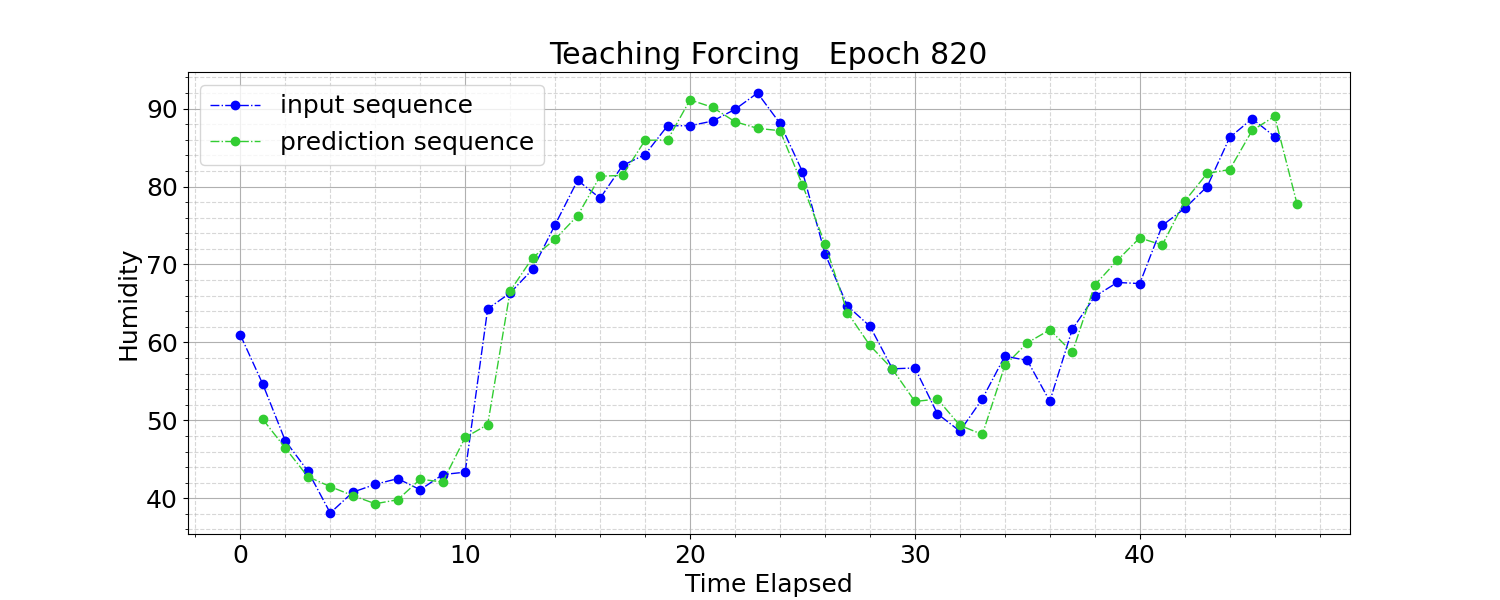 Teaching Forcing   Epoch 820
input sequence
prediction sequence
Humidity
90
80
70
60
50
40
0 10 20 30 40
Time Elapsed